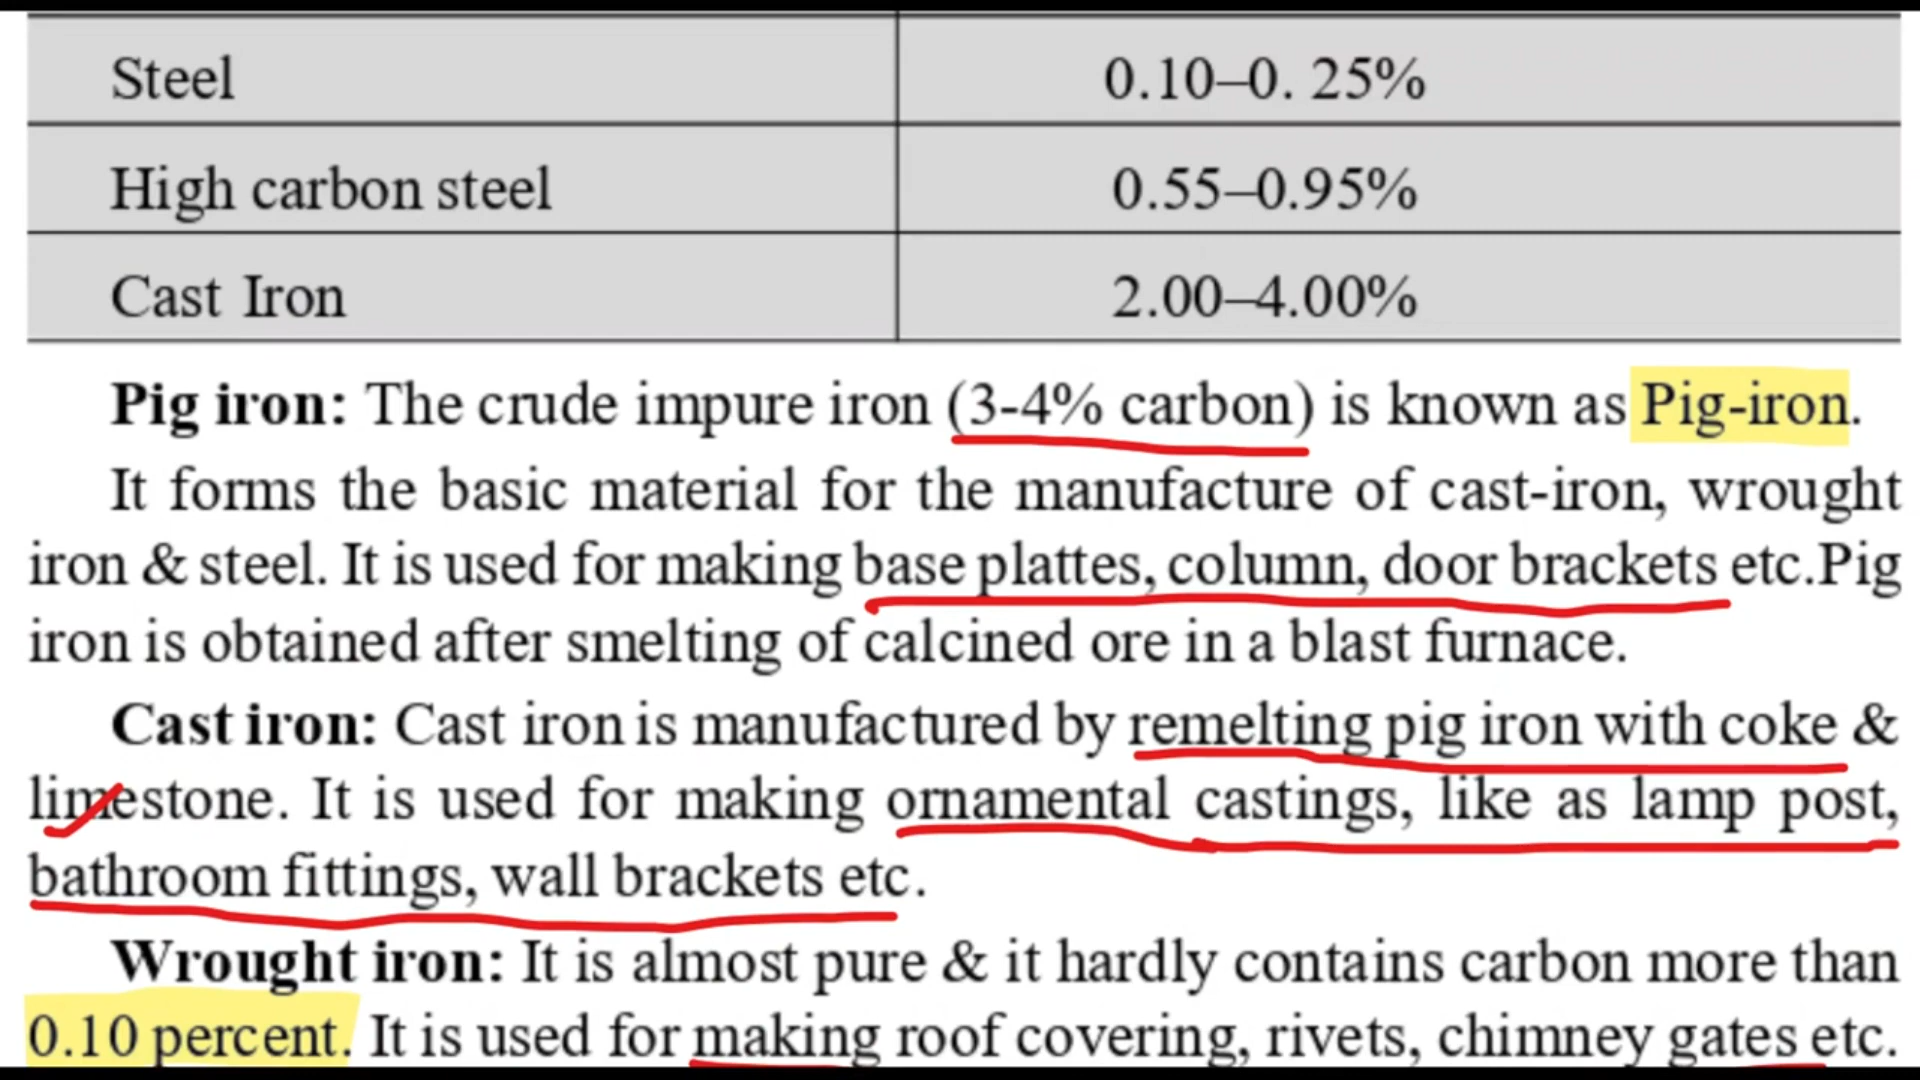 Steel 0.10–0. 25%
High carbon steel 0.55–0.95%
Cast Iron 2.00–4.00%
Pig iron: The crude impure iron (3-4% carbon) is known as Pig-iron.
It forms the basic material for the manufacture of cast-iron, wrought
iron & steel. It is used for making base plattes, column, door brackets etc.Pig
iron is obtained after smelting of calcined ore in a blast furnace.
Cast iron: Cast iron is manufactured by remelting pig iron with coke &
limestone. It is used for making ornamental castings, like as lamp post,
bathroom fittings, wall brackets etc.
Wrought iron: It is almost pure & it hardly contains carbon more than
0.10 percent. It is used for making roof covering, rivets, chimney gates etc.